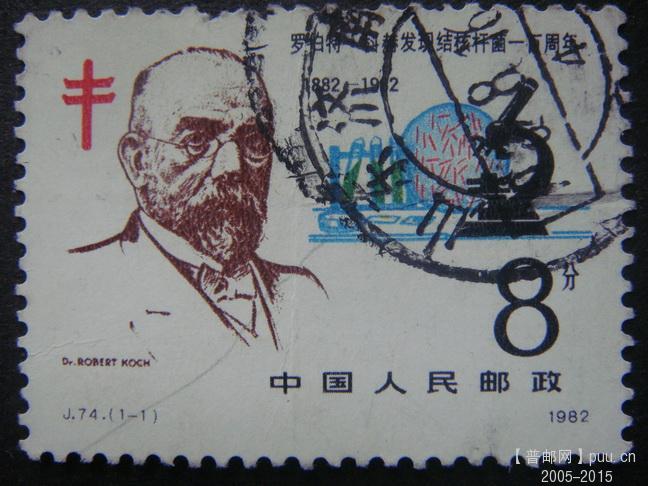 罗伯特·科赫发现结核杆菌一百周年
1882—1982
8分
Dr. ROBERT KOCH
中国人民邮政
J.74.(1-1)
1982
【普邮网】puu.cn
2005-2015